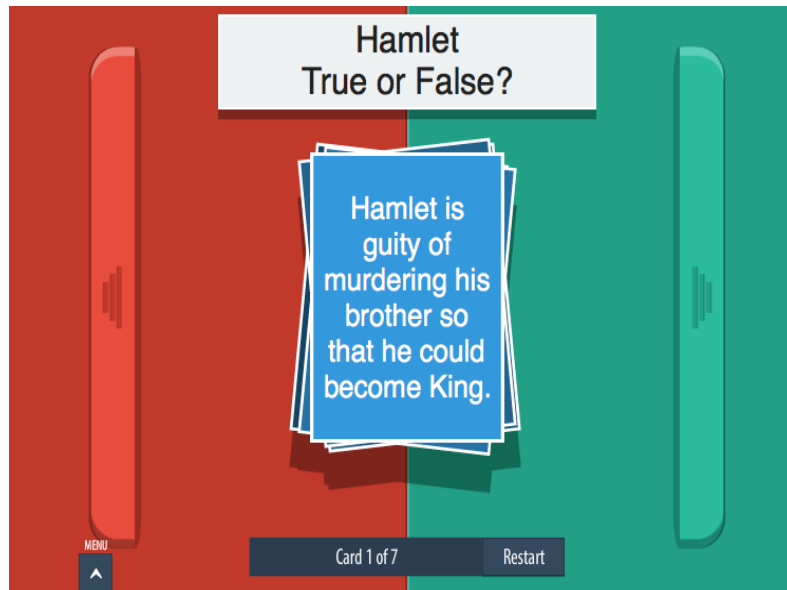 Hamlet
True or False?
Hamlet is
guity of
murdering his
brother so
that he could
become King.
MENU
Card 1 of 7
Restart